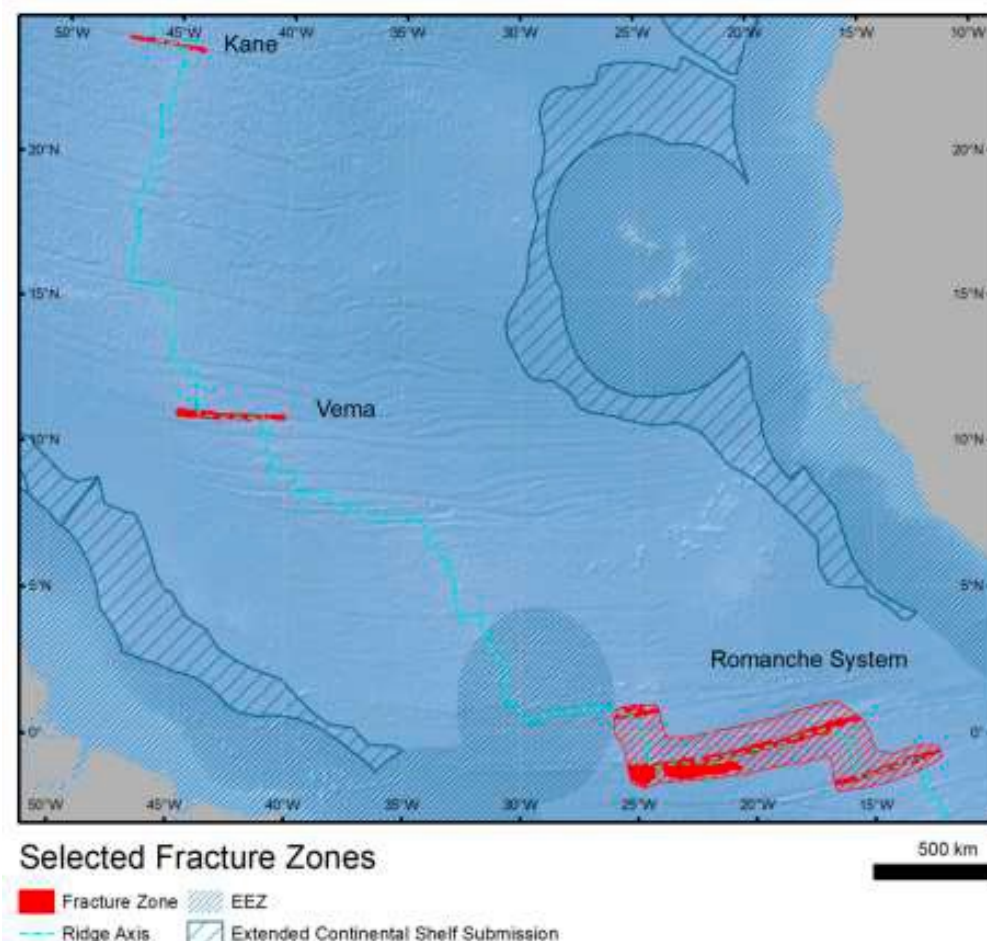 50°W 45°W 40°W 35°W 30°W 25°W 20°W 15°W 10°W
Kane
20°N 20°N
15°N 15°N
Vema
10°N 10°N
5°N 5°N
Romanche System
0° 0°
50°W 45°W 40°W 35°W 30°W 25°W 20°W 15°W
Selected Fracture Zones
500 km
Fracture Zone EEZ
Ridge Axis Extended Continental Shelf Submission